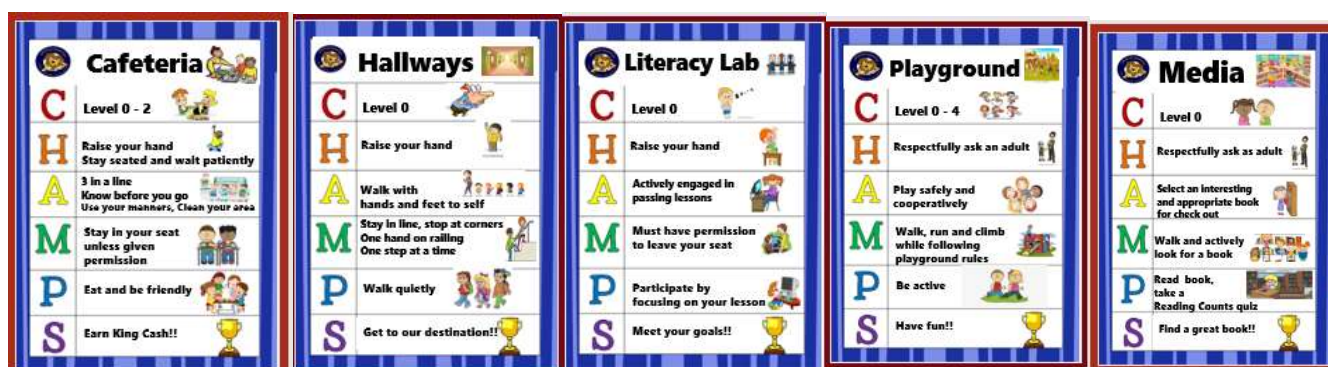 Cafeteria
C
Level 0 - 2
H
Raise your hand
Stay seated and wait patiently
A
3 in a line
Know before you go
Use your manners, Clean your area
M
Stay in your seat
unless given
permission
P
Eat and be friendly
S
Earn King Cash!!
Hallways
C
Level 0
H
Raise your hand
A
Walk with
hands and feet to self
M
Stay in line, stop at corners
One hand on railing
One step at a time
P
Walk quietly
S
Get to our destination!!
Literacy Lab
C
Level 0
H
Raise your hand
A
Actively engaged in
passing lessons
M
Must have permission
to leave your seat
P
Participate by
focusing on your lesson
S
Meet your goals!!
Playground
C
Level 0 - 4
H
Respectfully ask an adult
A
Play safely and
cooperatively
M
Walk, run and climb
while following
playground rules
P
Be active
S
Have fun!!
Media
C
Level 0
H
Respectfully ask as adult
A
Select an interesting
and appropriate book
for check out
M
Walk and actively
look for a book
P
Read book,
take a
Reading Counts quiz
S
Find a great book!!